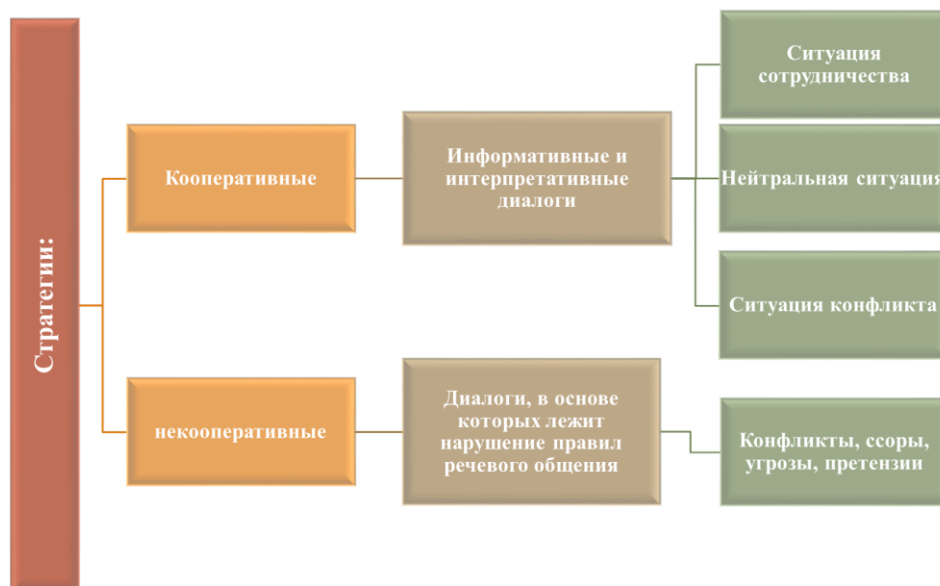 Стратегии:
Кооперативные
Информативные и
интерпретативные
диалоги
Ситуация
сотрудничества
Нейтральная ситуация
Ситуация конфликта
некооперативные
Диалоги, в основе
которых лежит
нарушение правил
речевого общения
Конфликты, ссоры,
угрозы, претензии